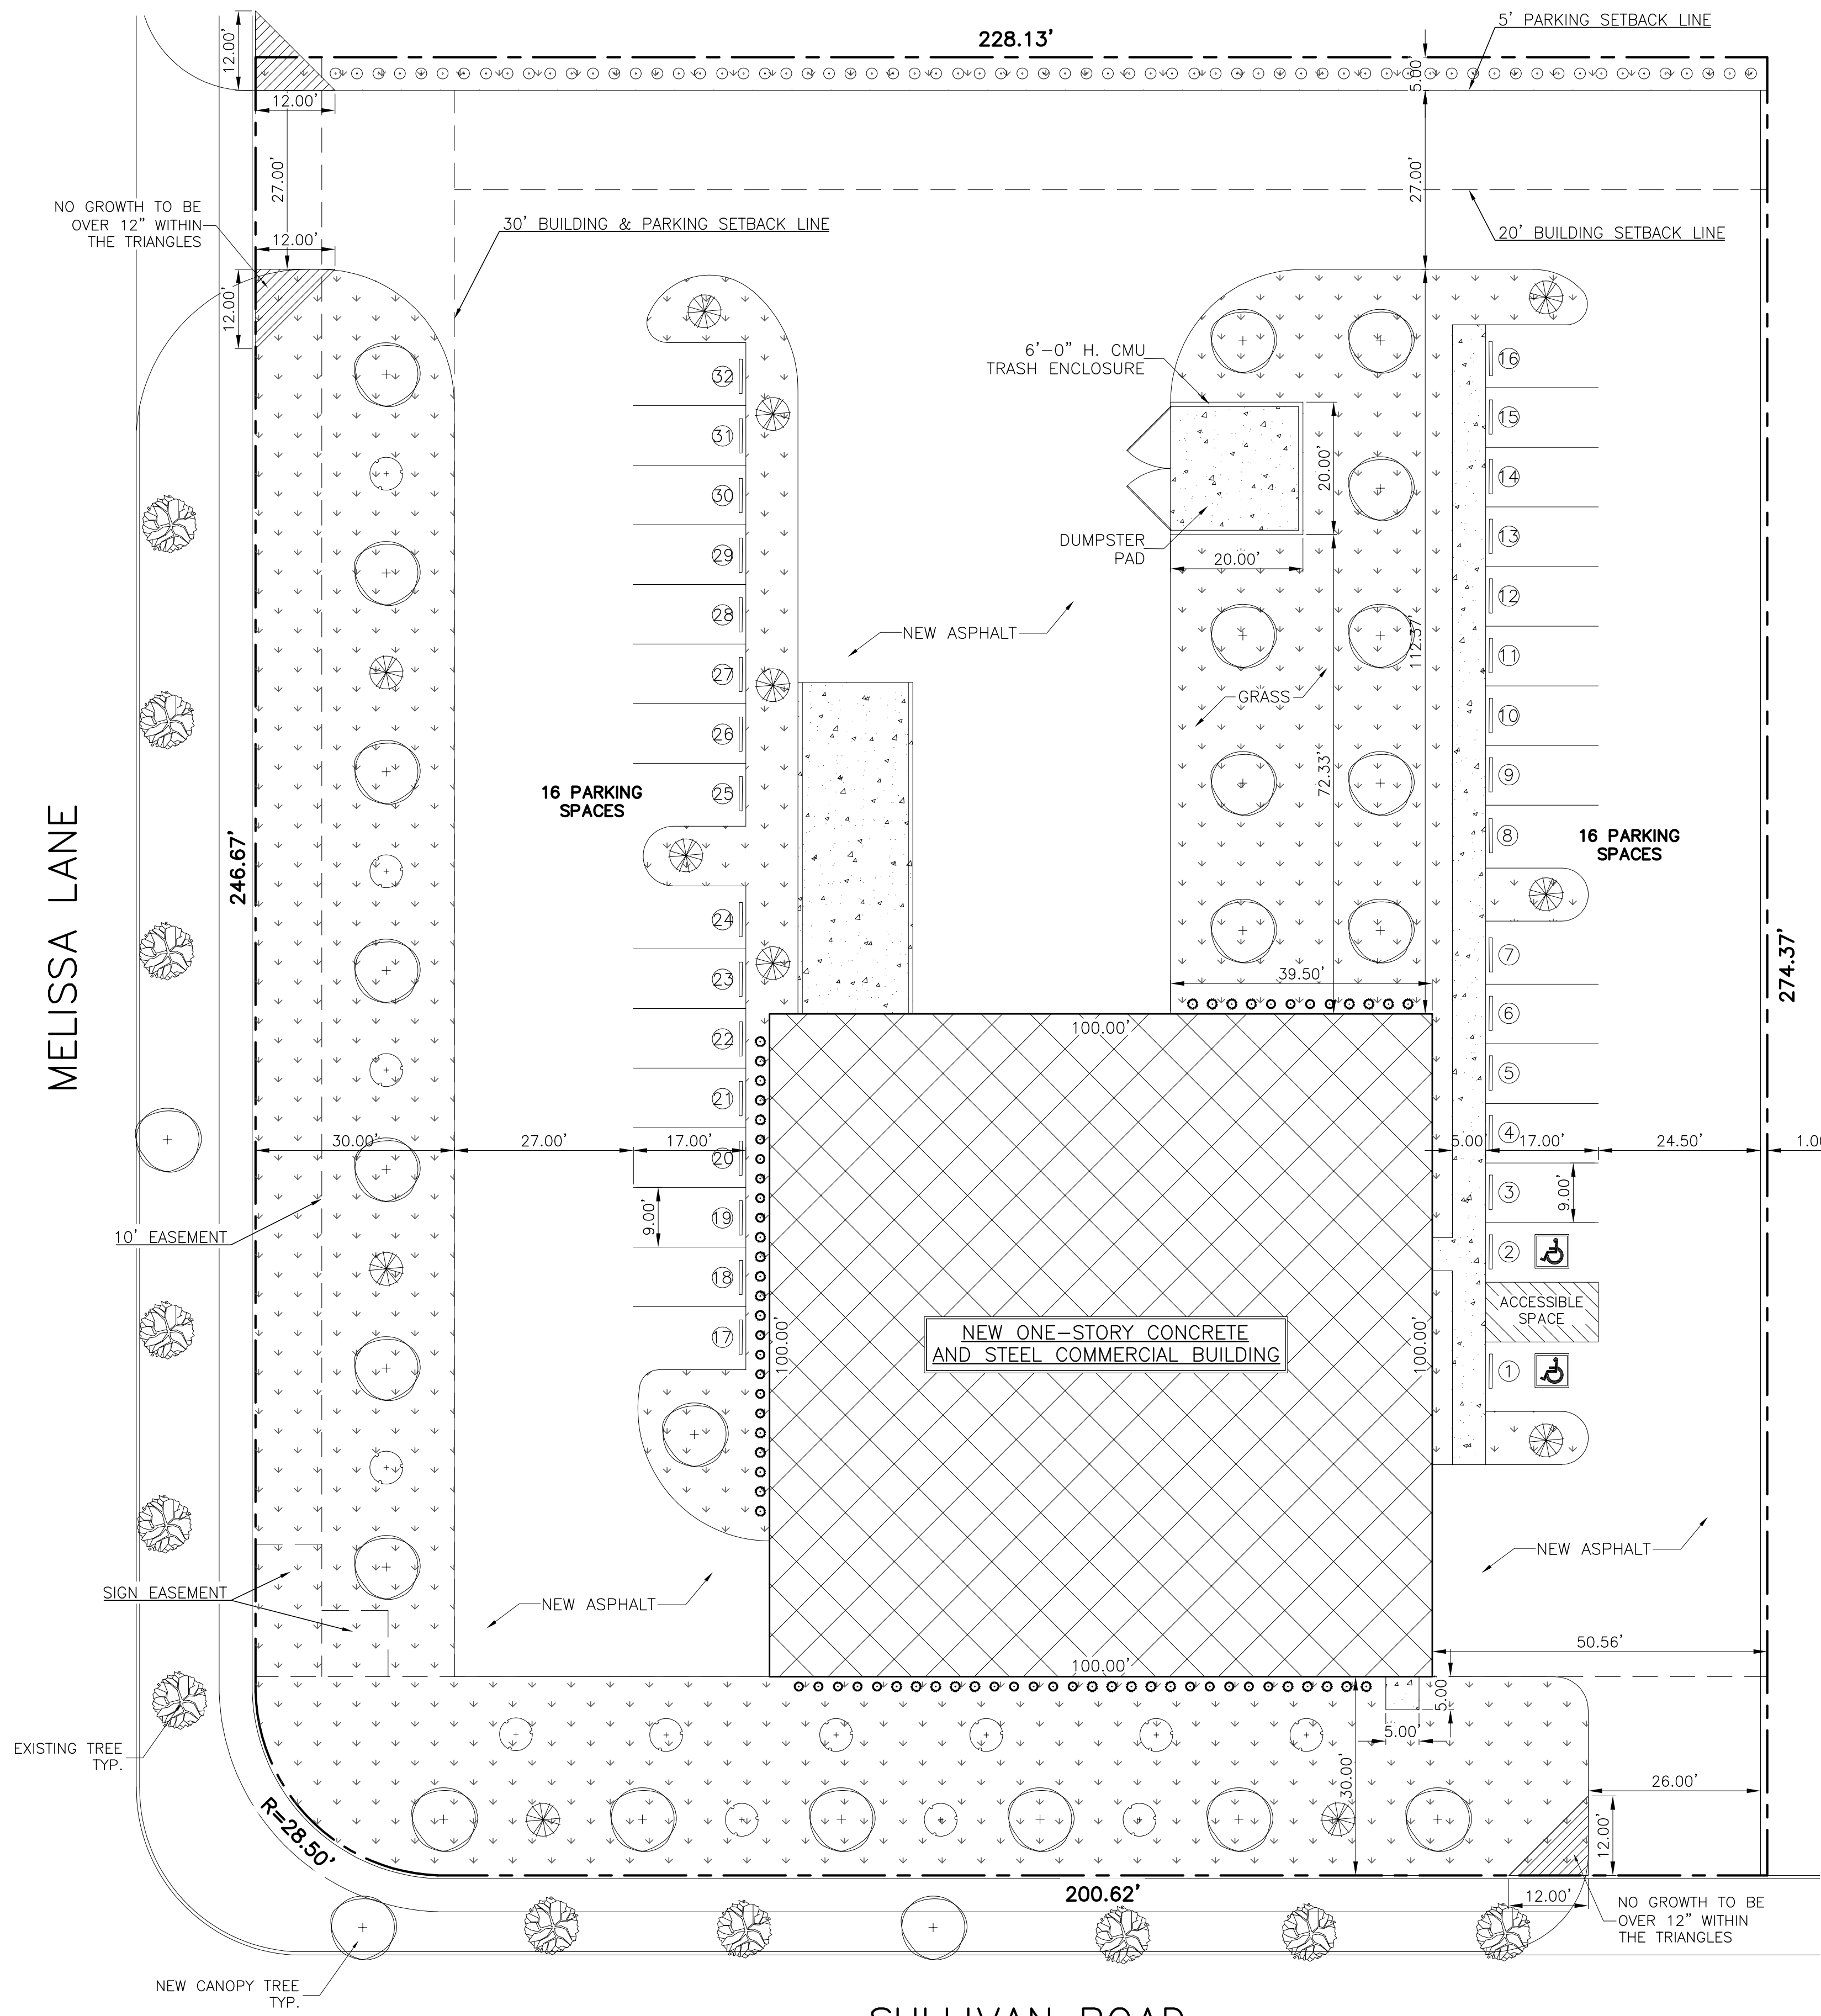 5' PARKING SETBACK LINE
228.13'
12.00'
5.00'
12.00'
27.00'
27.00'
NO GROWTH TO BE
OVER 12" WITHIN
THE TRIANGLES
30' BUILDING & PARKING SETBACK LINE
20' BUILDING SETBACK LINE
12.00'
12.00'
6'-0" H. CMU
TRASH ENCLOSURE
32
31
30
29
28
27
26
25
24
23
22
21
20
19
18
17
16
15
14
13
12
11
10
9
8
7
6
5
4
3
2
1
20.00'
DUMPSTER
PAD
20.00'
NEW ASPHALT
112.37'
GRASS
72.33'
16 PARKING
SPACES
16 PARKING
SPACES
MELISSA LANE
246.67'
274.37'
39.50'
100.00'
30.00'
27.00'
17.00'
5.00'
17.00'
24.50'
1.0
9.00'
9.00'
10' EASEMENT
ACCESSIBLE
SPACE
NEW ONE-STORY CONCRETE
AND STEEL COMMERCIAL BUILDING
100.00'
100.00'
SIGN EASEMENT
NEW ASPHALT
NEW ASPHALT
50.56'
100.00'
5.00'
5.00'
EXISTING TREE
TYP.
30.00'
26.00'
12.00'
R=28.50'
200.62'
12.00'
NO GROWTH TO BE
OVER 12" WITHIN
THE TRIANGLES
NEW CANOPY TREE
TYP.
SULLIVAN ROAD